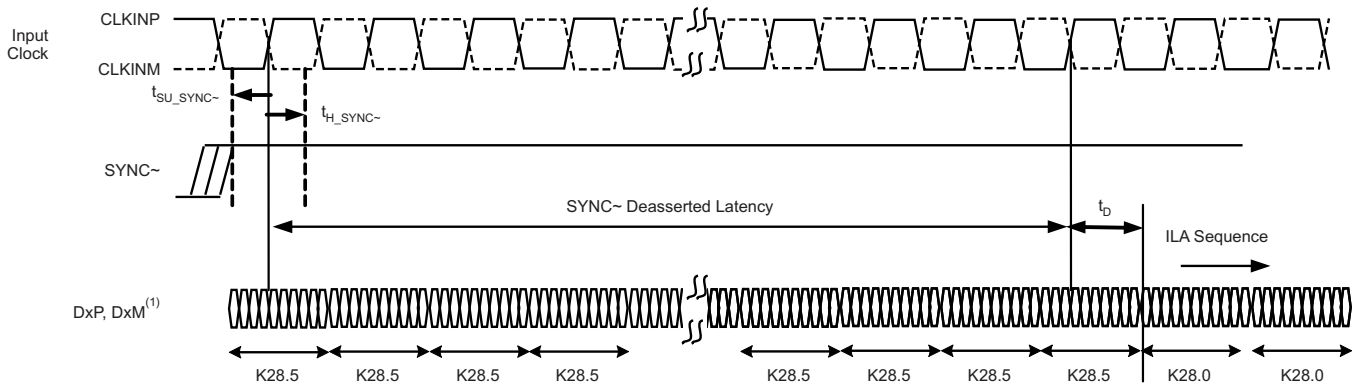 CLKINP
Input
Clock
CLKINM
tSU_SYNC~
tH_SYNC~
SYNC~
SYNC~ Deasserted Latency
tD
ILA Sequence
DxP, DxM(1)
K28.5 K28.5 K28.5 K28.5 K28.5 K28.5 K28.5 K28.5 K28.0 K28.0